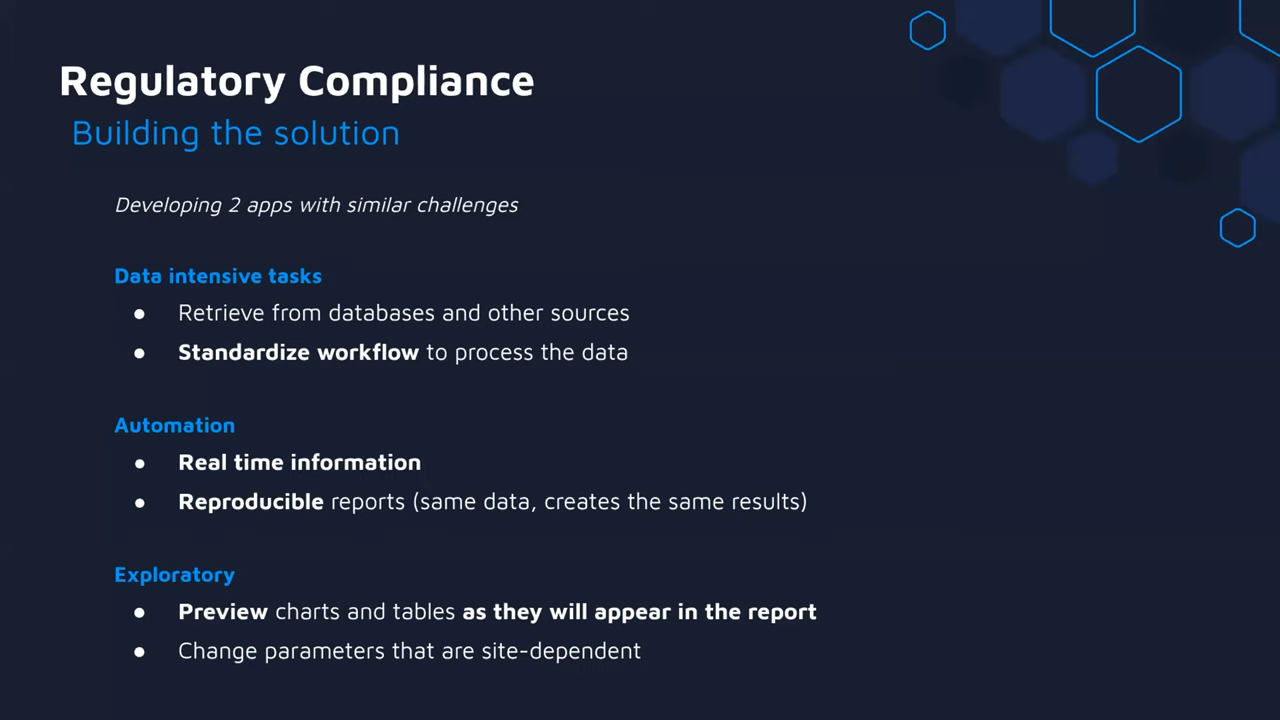 Regulatory Compliance
Building the solution
Developing 2 apps with similar challenges
Data intensive tasks
● Retrieve from databases and other sources
● Standardize workflow to process the data
Automation
● Real time information
● Reproducible reports (same data, creates the same results)
Exploratory
● Preview charts and tables as they will appear in the report
● Change parameters that are site-dependent